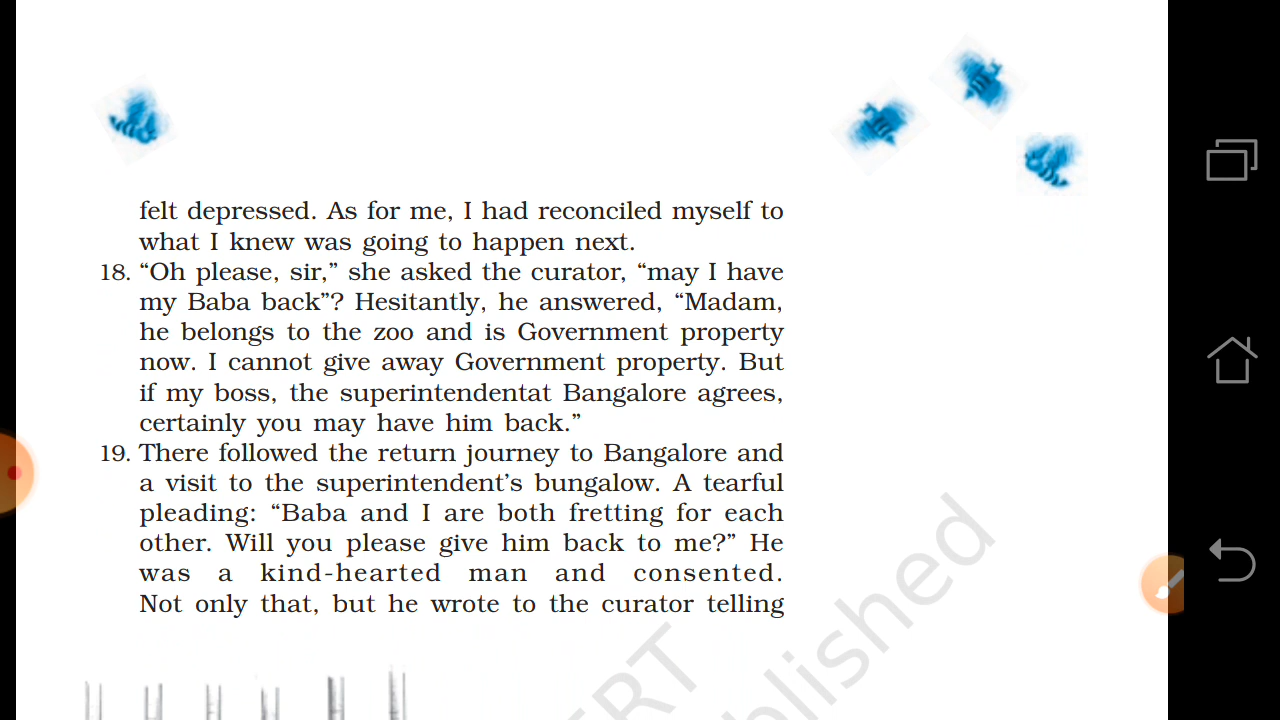 felt depressed. As for me, I had reconciled myself to
what I knew was going to happen next.
18. “Oh please, sir,” she asked the curator, “may I have
my Baba back”? Hesitantly, he answered, “Madam,
he belongs to the zoo and is Government property
now. I cannot give away Government property. But
if my boss, the superintendentat Bangalore agrees,
certainly you may have him back.”
19. There followed the return journey to Bangalore and
a visit to the superintendent’s bungalow. A tearful
pleading: “Baba and I are both fretting for each
other. Will you please give him back to me?” He
was a kind-hearted man and consented.
Not only that, but he wrote to the curator telling